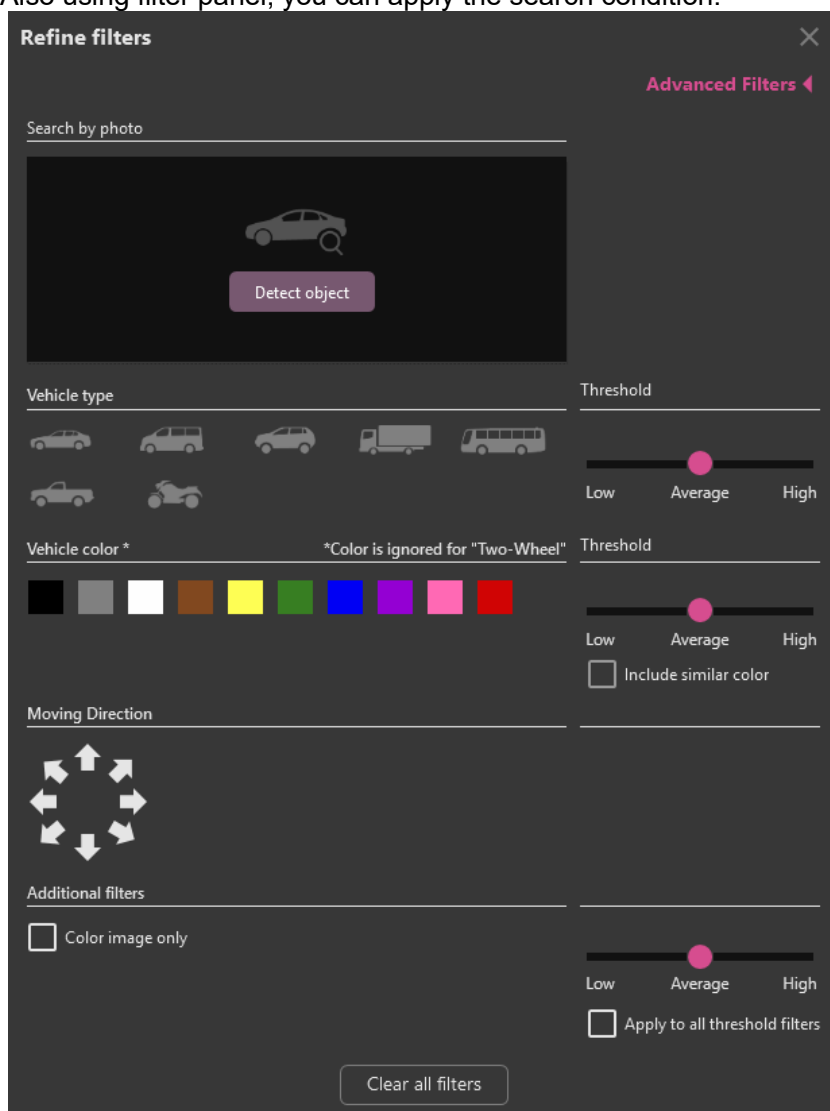 Also using filter panel, you can apply the search condition.
Refine filters
Advanced Filters
Search by photo
Detect object
Vehicle type
Threshold
Low Average High
Vehicle color * *Color is ignored for "Two-Wheel"
Threshold
Low Average High
Include similar color
Moving Direction
Additional filters
Color image only
Low Average High
Apply to all threshold filters
Clear all filters